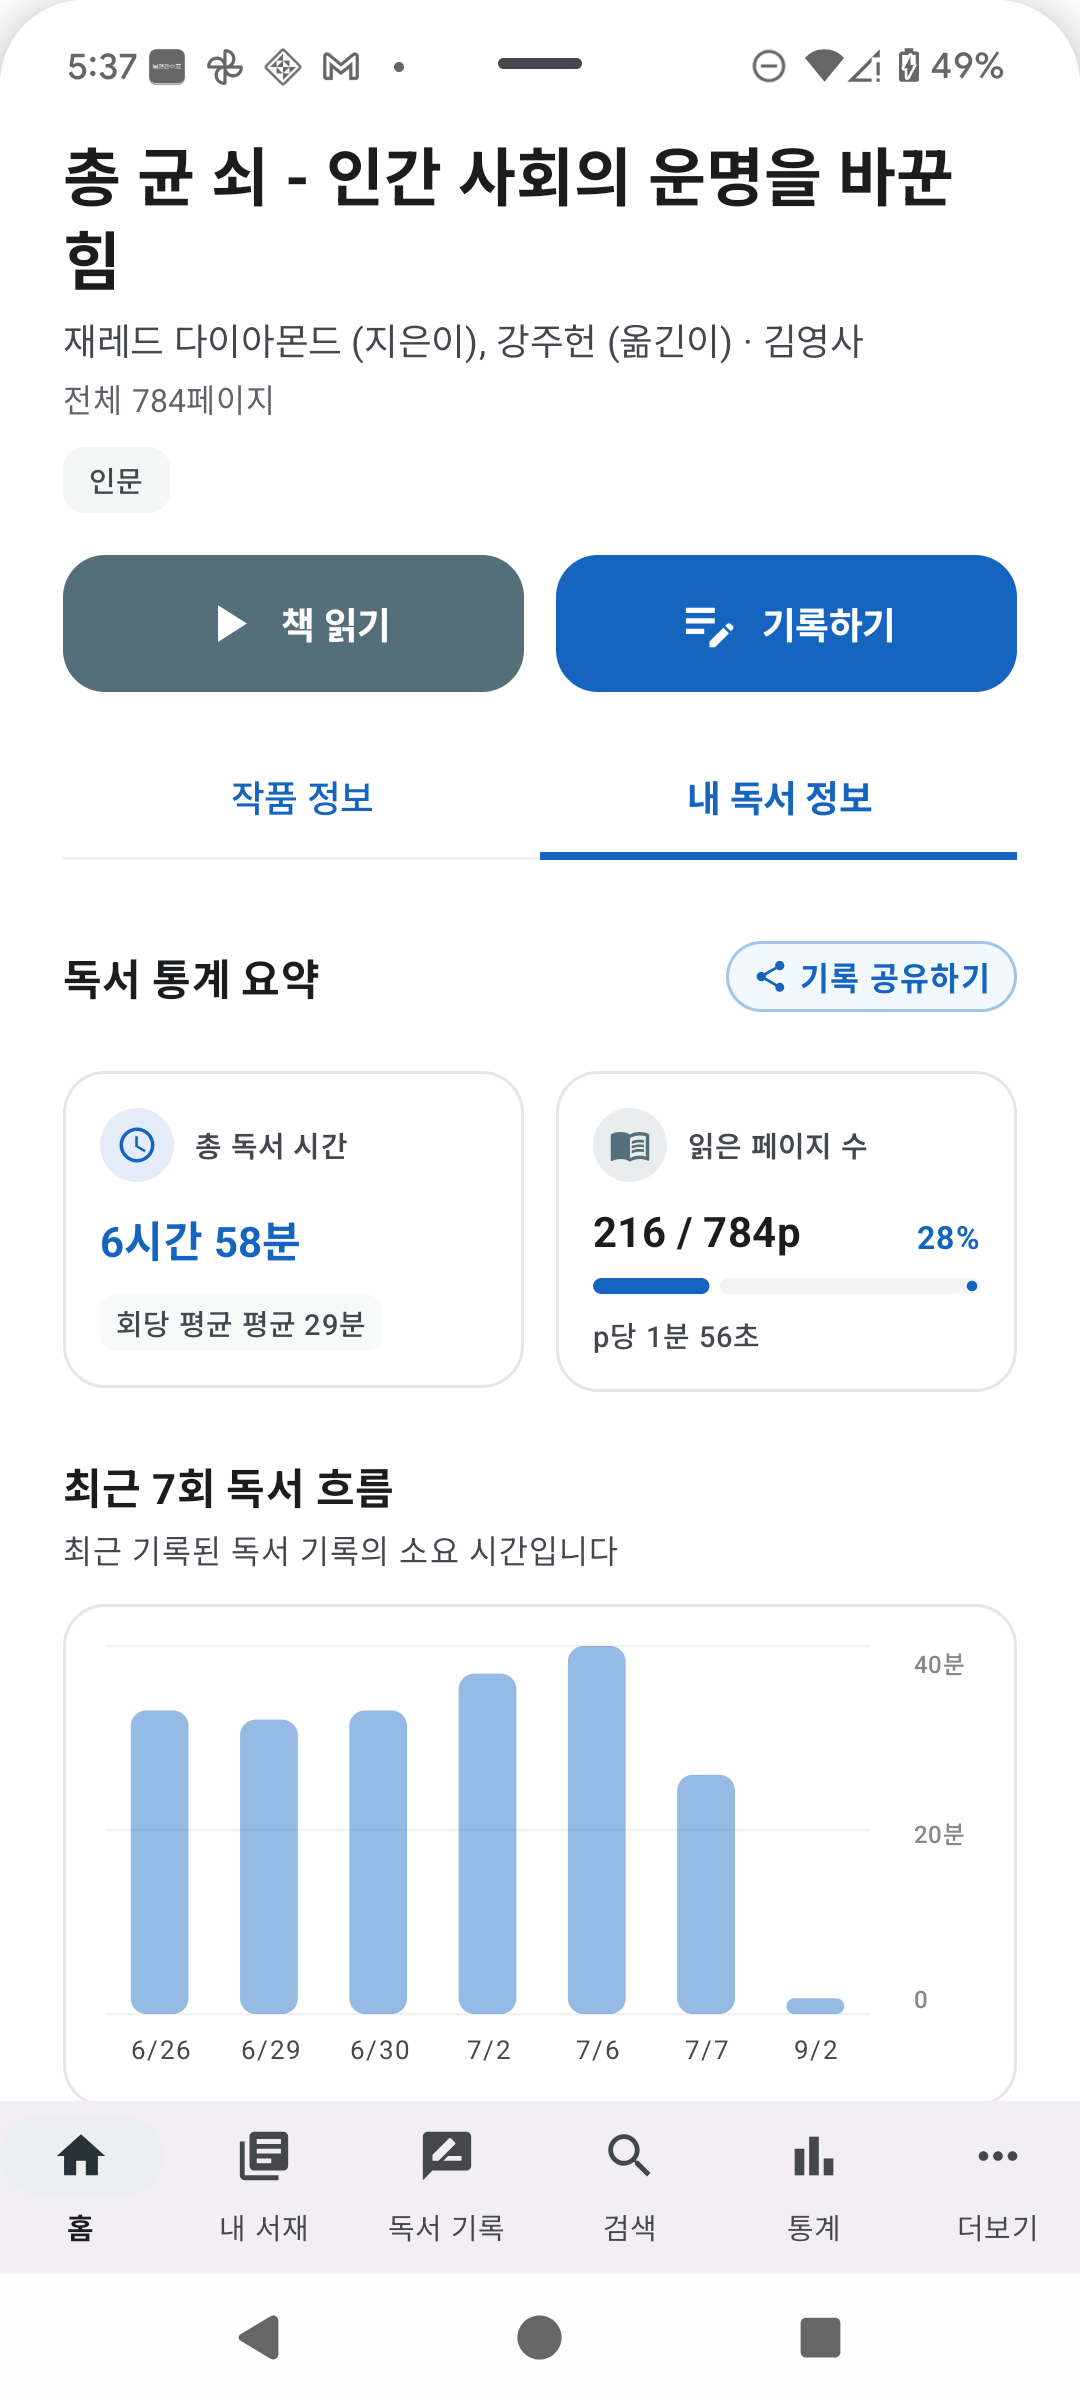 5:37
49%
총 균 쇠 - 인간 사회의 운명을 바꾼
힘
재레드 다이아몬드 (지은이), 강주헌 (옮긴이) · 김영사
전체 784페이지
인문
책 읽기
기록하기
작품 정보
내 독서 정보
독서 통계 요약
기록 공유하기
총 독서 시간
6시간 58분
회당 평균 평균 29분
읽은 페이지 수
216 / 784p
28%
p당 1분 56초
최근 7회 독서 흐름
최근 기록된 독서 기록의 소요 시간입니다
40분
20분
0
6/26 6/29 6/30 7/2 7/6 7/7 9/2
홈 내 서재 독서 기록 검색 통계 더보기